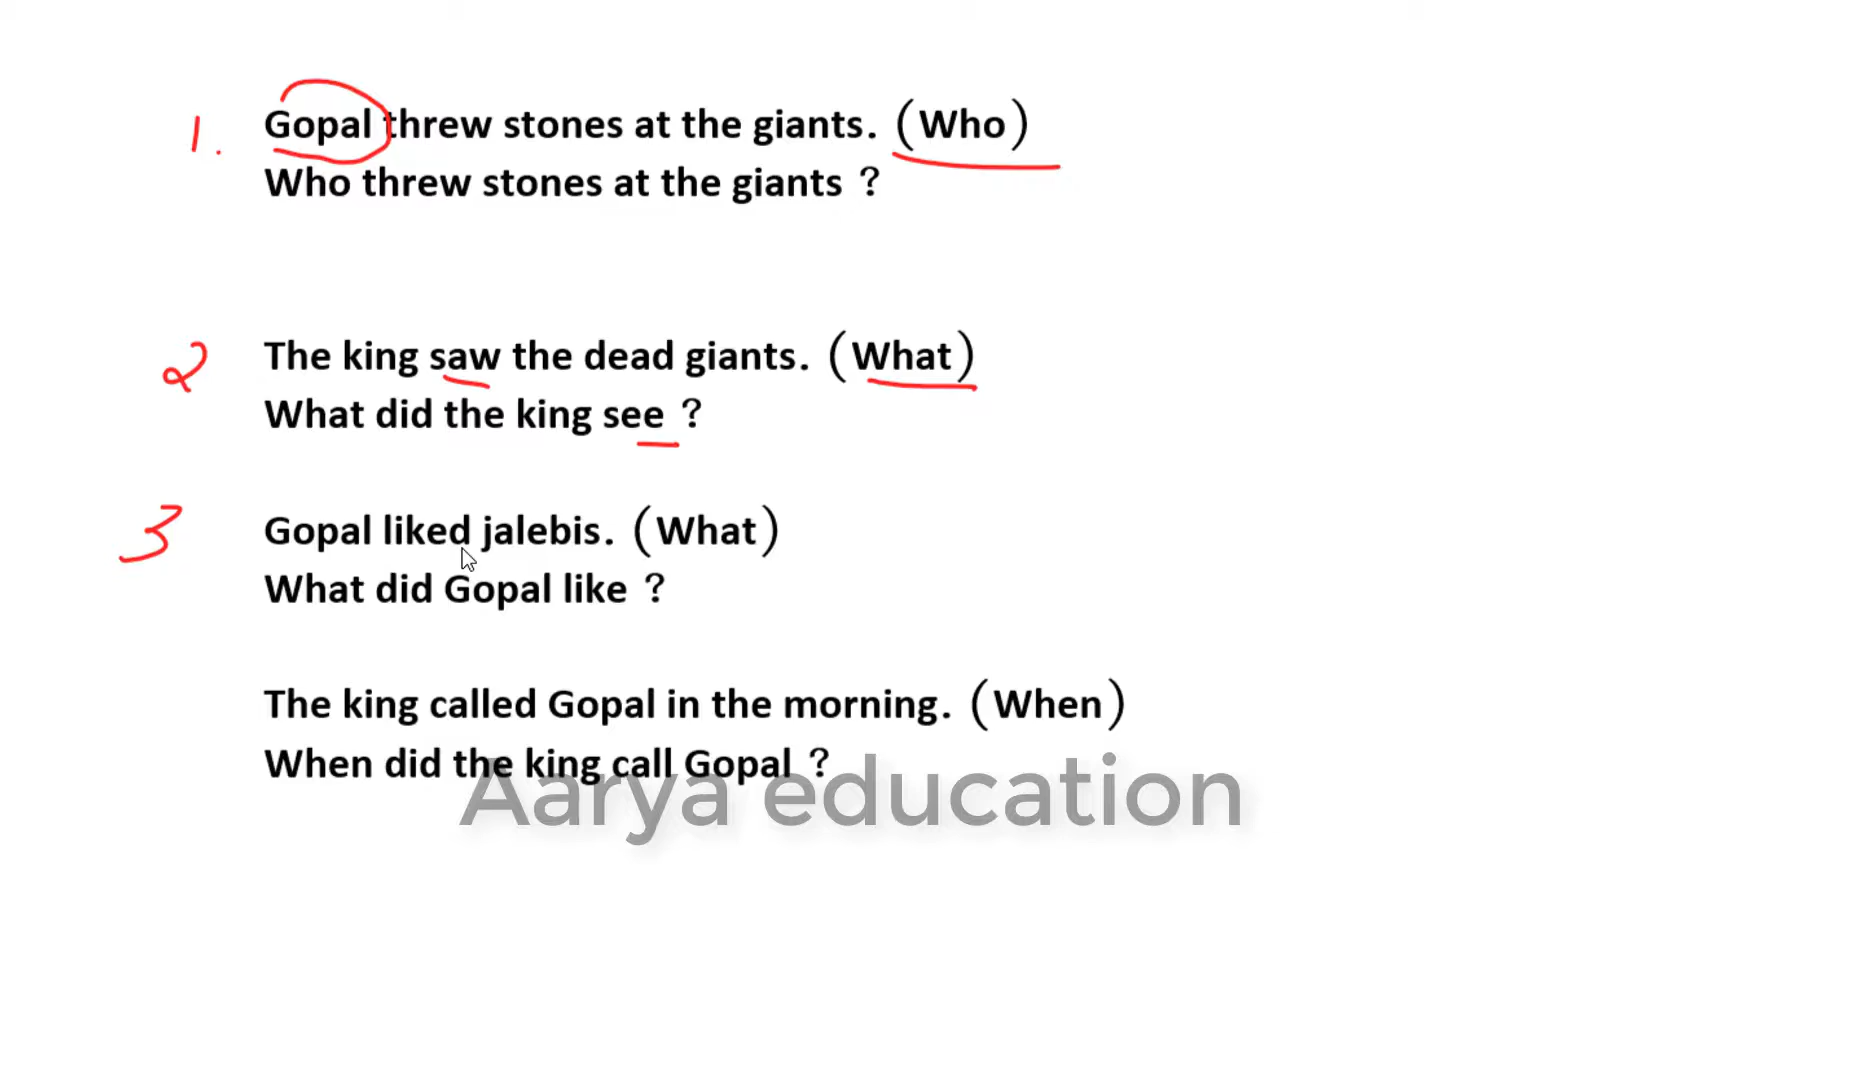 1. Gopal threw stones at the giants. (Who)
Who threw stones at the giants ?
2 The king saw the dead giants. (What)
What did the king see ?
3 Gopal liked jalebis. (What)
What did Gopal like ?
The king called Gopal in the morning. (When)
When did the king call Gopal ?
Aarya education